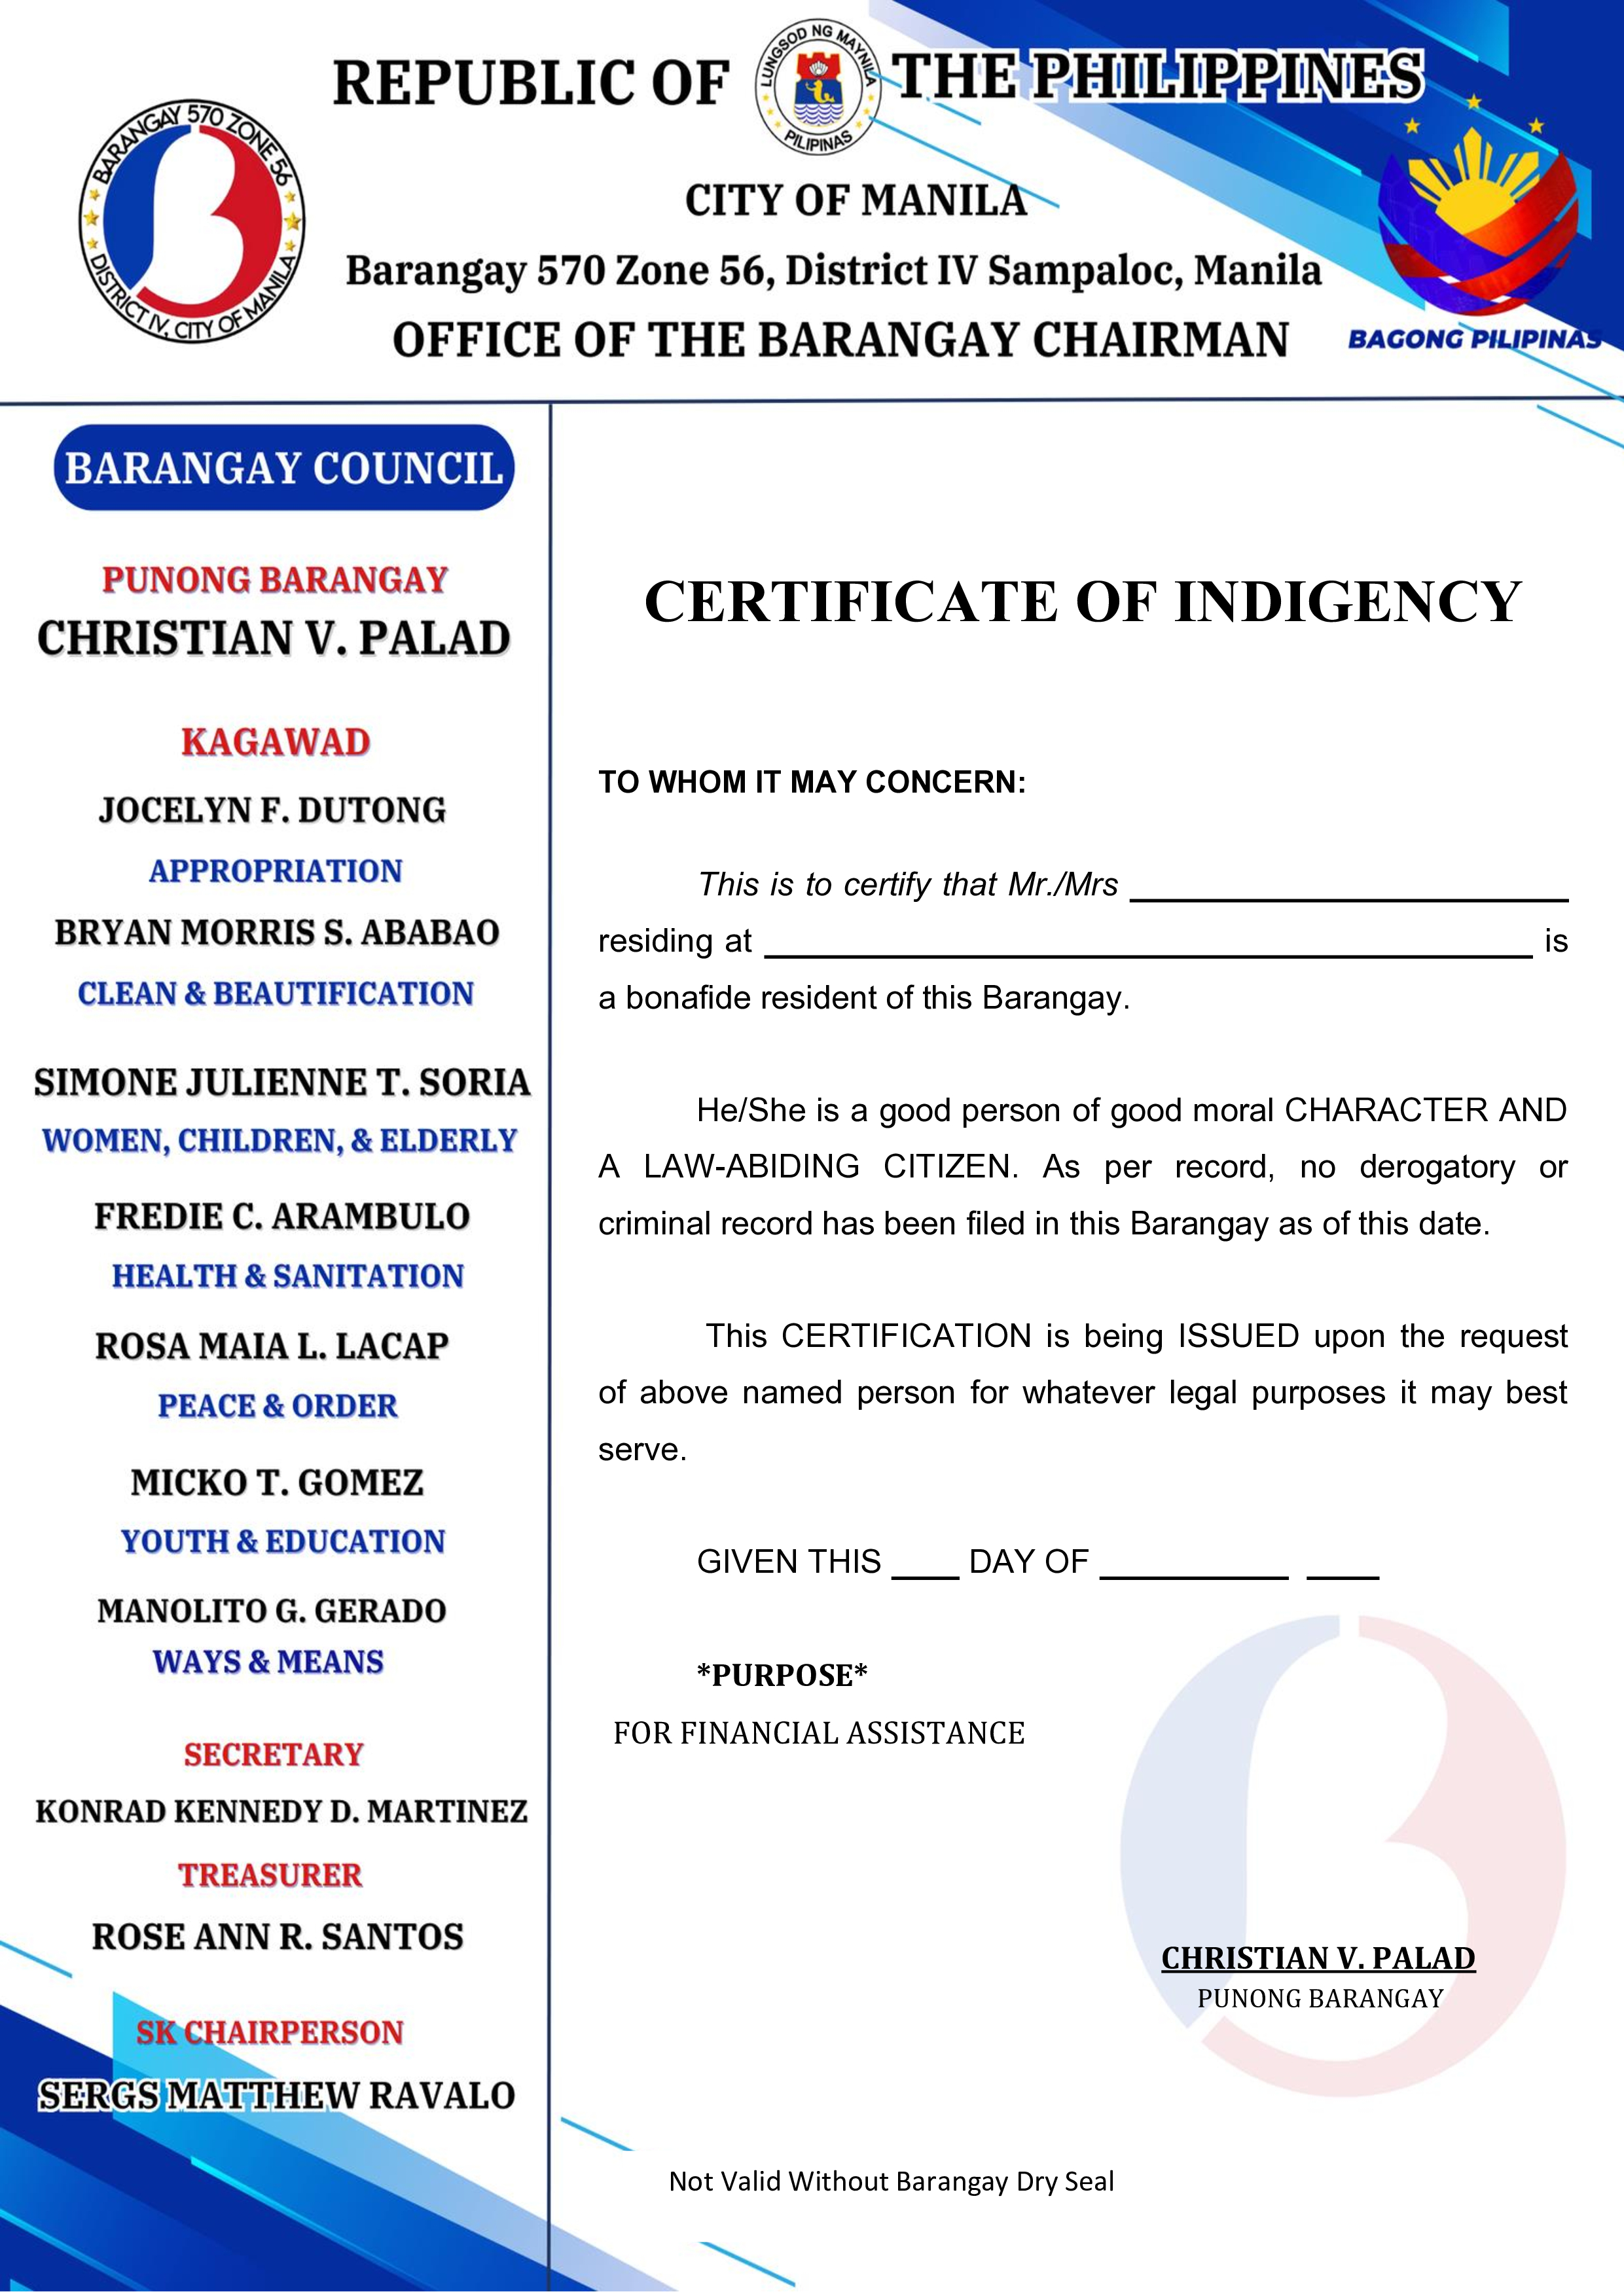 REPUBLIC OF THE PHILIPPINES
LUNGSOD NG MAYNILA
PILIPINAS
BARANGAY 570 ZONE 56
DISTRICT IV, CITY OF MANILA
CITY OF MANILA
Barangay 570 Zone 56, District IV Sampaloc, Manila
OFFICE OF THE BARANGAY CHAIRMAN
BAGONG PILIPINAS
BARANGAY COUNCIL
PUNONG BARANGAY
CHRISTIAN V. PALAD
KAGAWAD
JOCELYN F. DUTONG
APPROPRIATION
BRYAN MORRIS S. ABABAO
CLEAN & BEAUTIFICATION
SIMONE JULIENNE T. SORIA
WOMEN, CHILDREN, & ELDERLY
FREDIE C. ARAMBULO
HEALTH & SANITATION
ROSA MAIA L. LACAP
PEACE & ORDER
MICKO T. GOMEZ
YOUTH & EDUCATION
MANOLITO G. GERADO
WAYS & MEANS
SECRETARY
KONRAD KENNEDY D. MARTINEZ
TREASURER
ROSE ANN R. SANTOS
SK CHAIRPERSON
SERGS MATTHEW RAVALO
CERTIFICATE OF INDIGENCY
TO WHOM IT MAY CONCERN:
This is to certify that Mr./Mrs ____________
residing at ____________ is
a bonafide resident of this Barangay.
He/She is a good person of good moral CHARACTER AND
A LAW-ABIDING CITIZEN. As per record, no derogatory or
criminal record has been filed in this Barangay as of this date.
This CERTIFICATION is being ISSUED upon the request
of above named person for whatever legal purposes it may best
serve.
GIVEN THIS ____ DAY OF __________ ____
*PURPOSE*
FOR FINANCIAL ASSISTANCE
CHRISTIAN V. PALAD
PUNONG BARANGAY
Not Valid Without Barangay Dry Seal